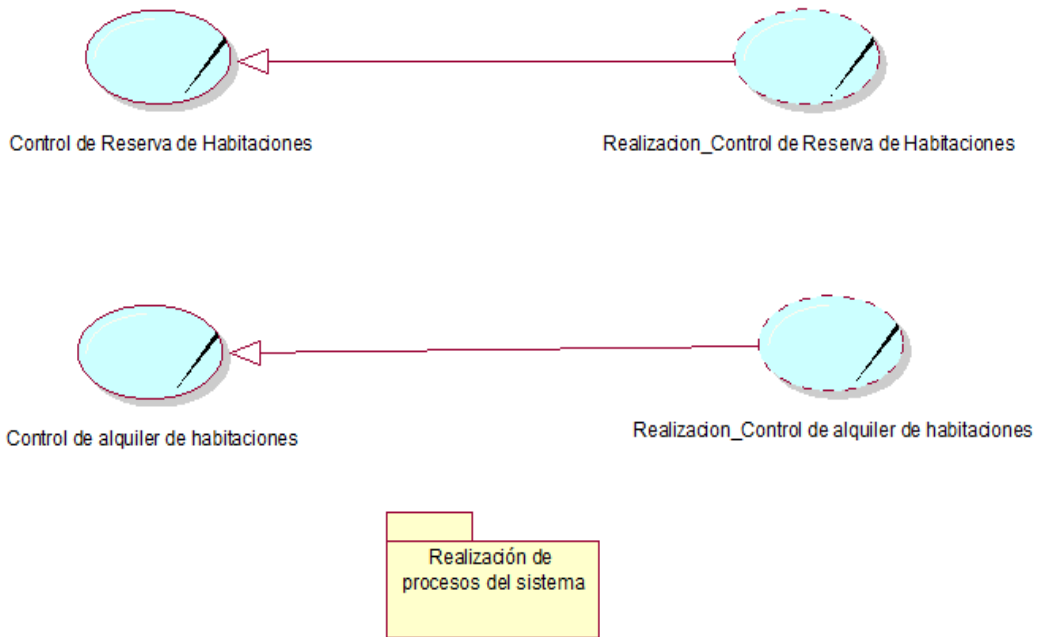 Control de Reserva de Habitaciones
Realizacion_Control de Reserva de Habitaciones
Control de alquiler de habitaciones
Realizacion_Control de alquiler de habitaciones
Realización de
procesos del sistema